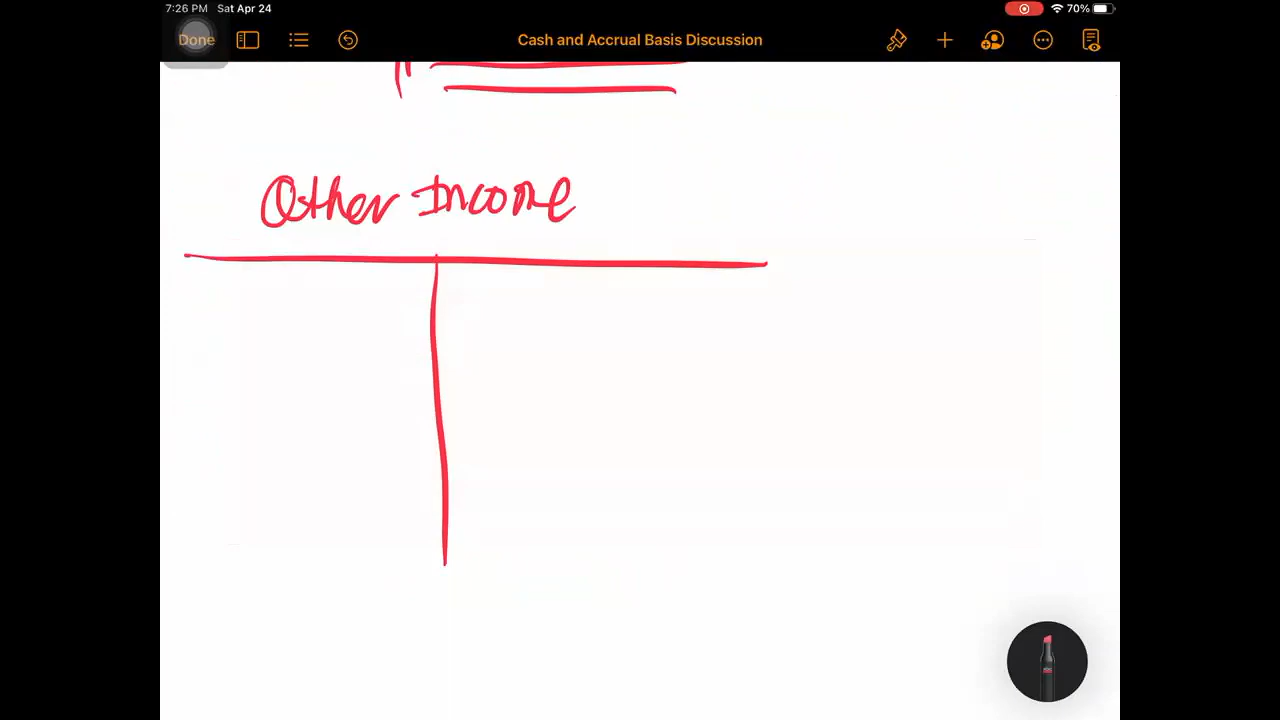 7:26 PM Sat Apr 24
70%
Done
Cash and Accrual Basis Discussion
Other Income